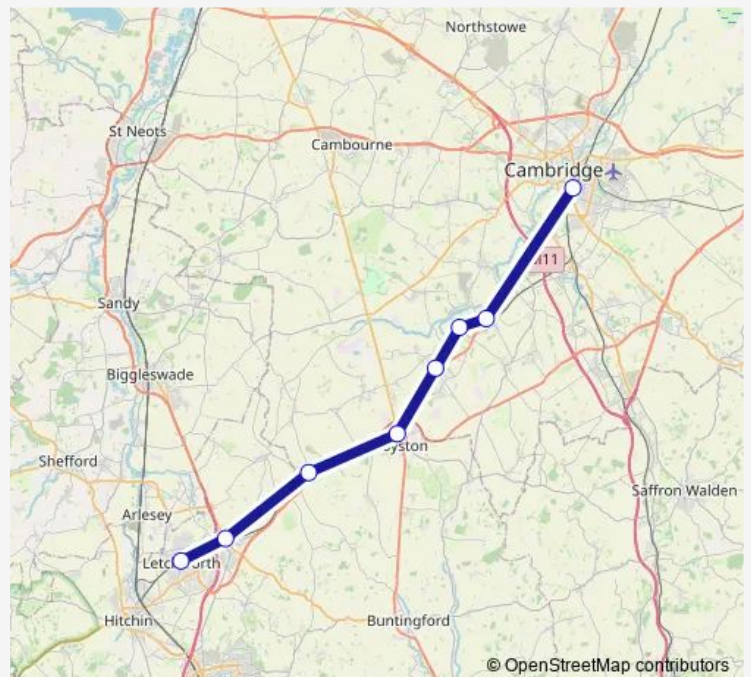 Northstowe
St Neots
Cambourne
Cambridge
Sandy
Biggleswade
Shefford
Saffron Walden
Arlesey
Hitchin
Buntingford
© OpenStreetMap contributors